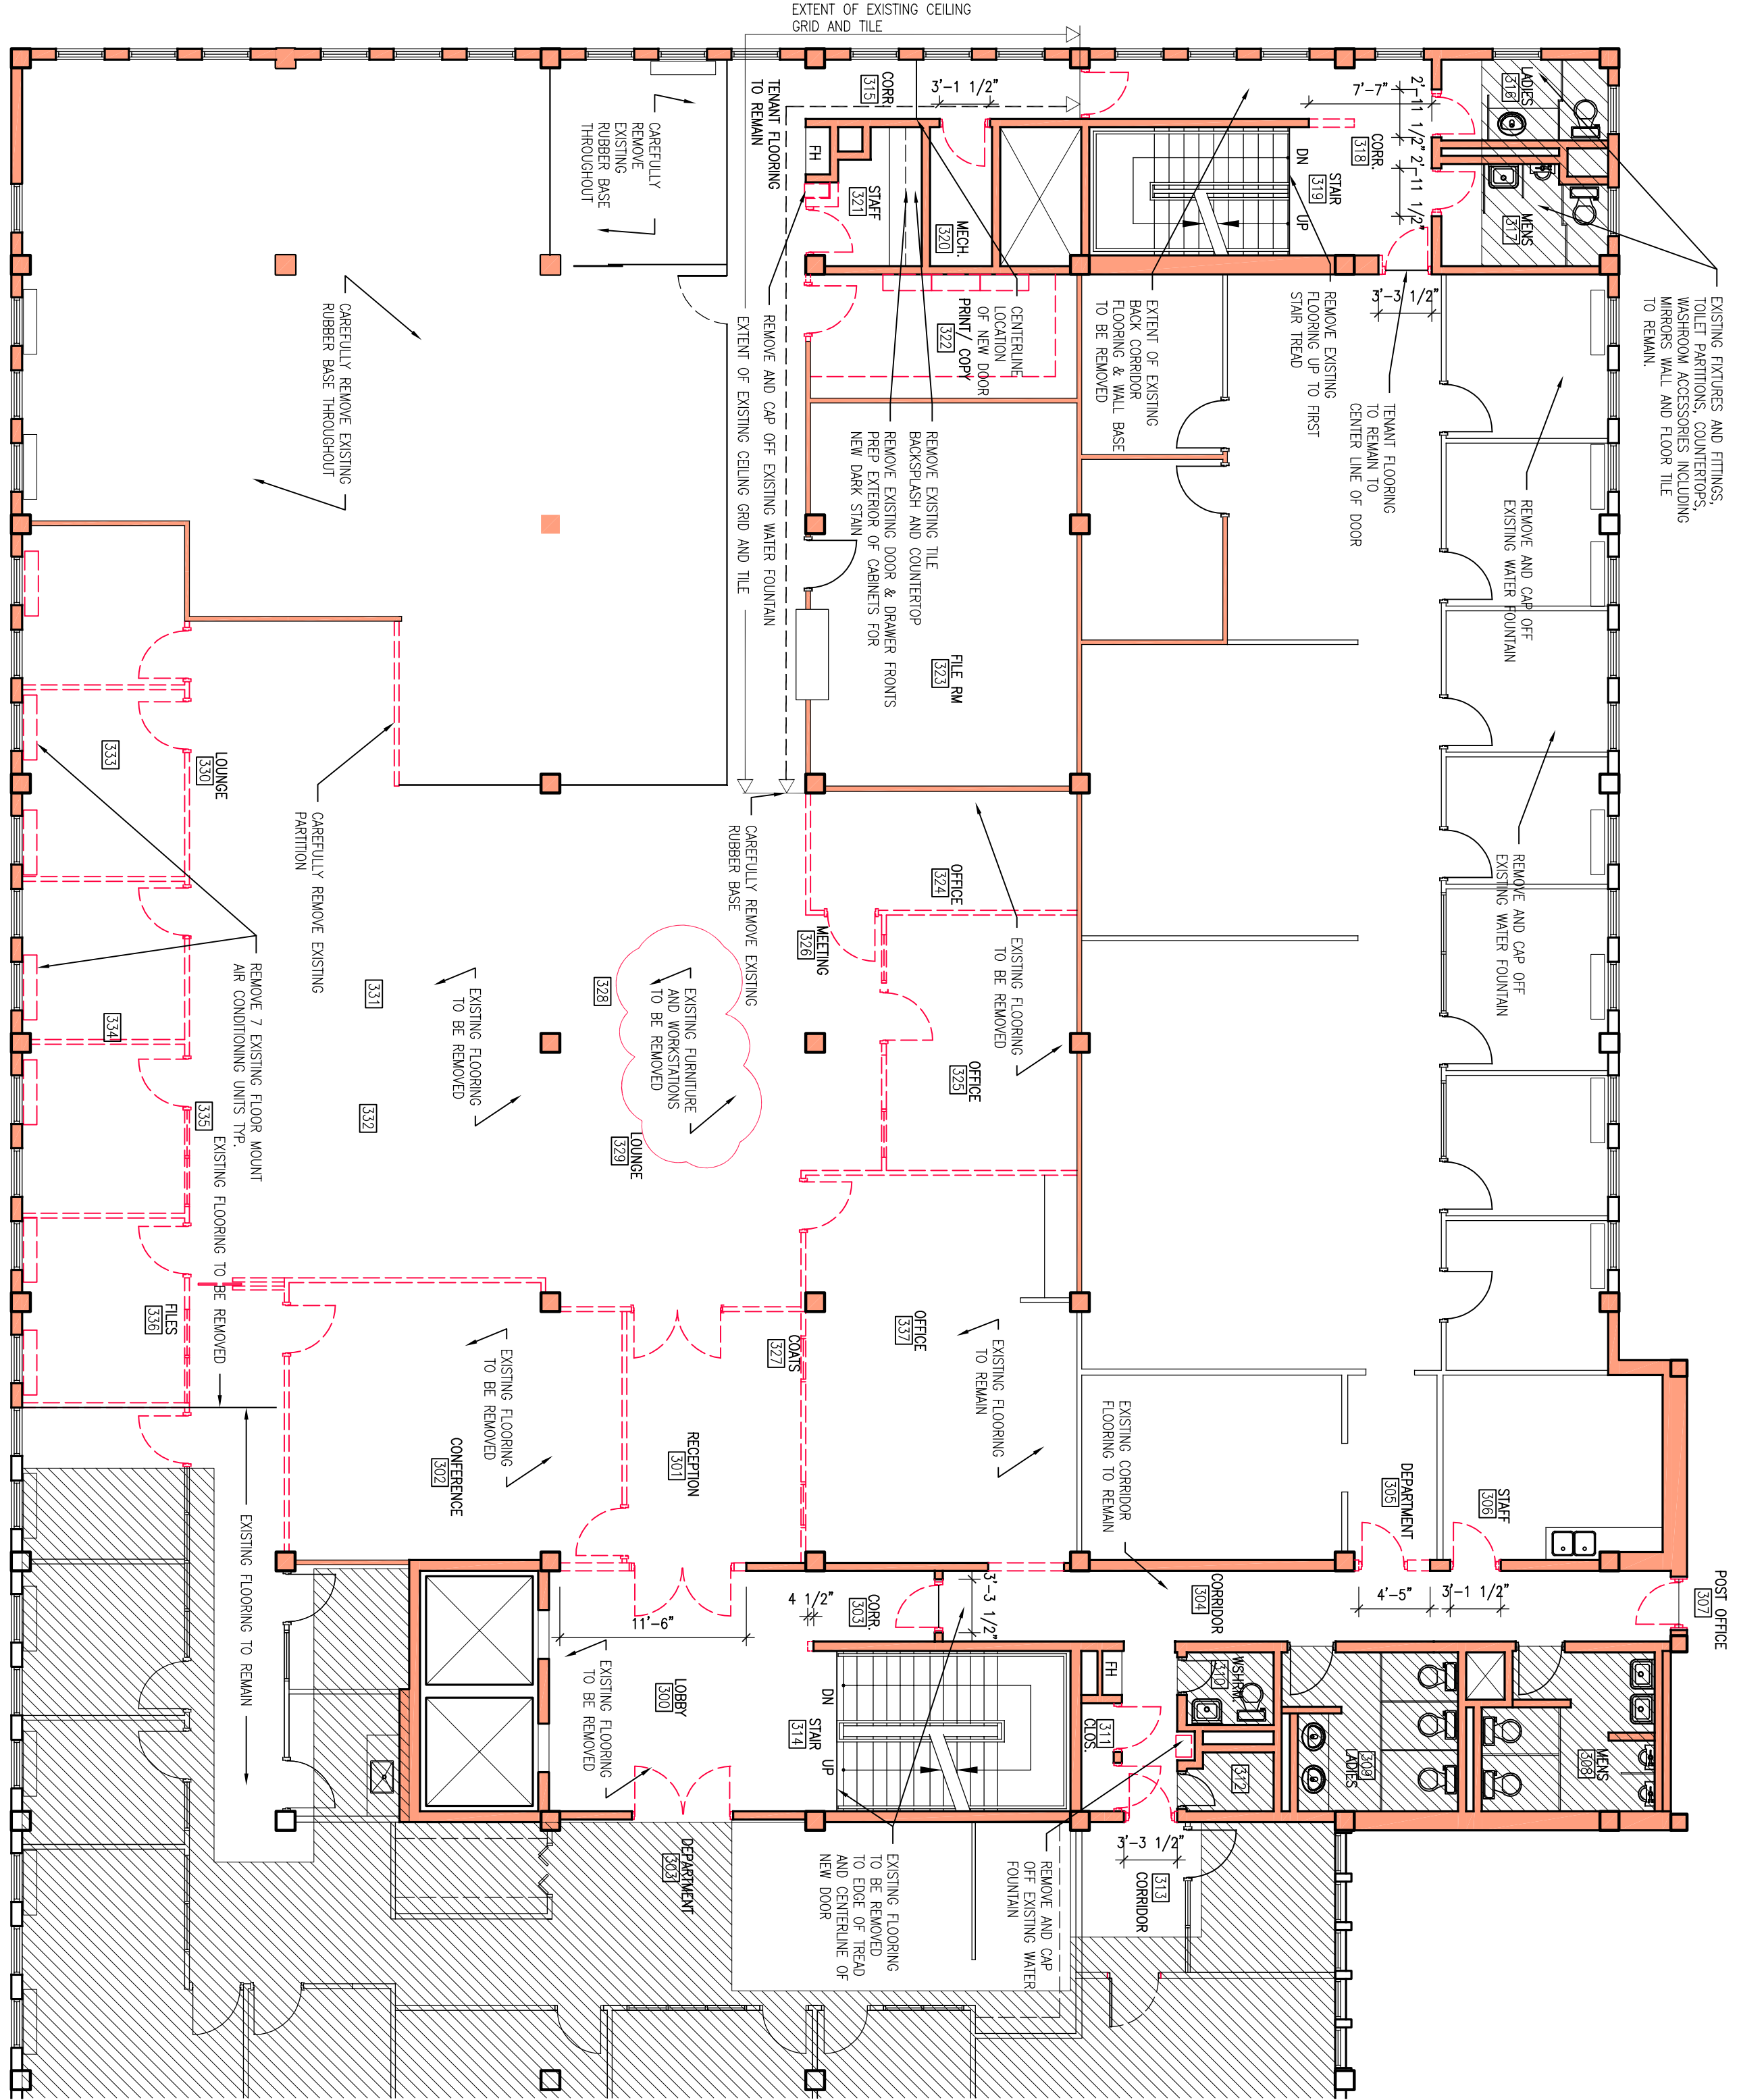 EXTENT OF EXISTING CEILING
GRID AND TILE
EXISTING FIXTURES AND FITTINGS,
TOILET PARTITIONS, COUNTERTOPS,
WASHROOM ACCESSORIES INCLUDING
MIRRORS WALL AND FLOOR TILE
TO REMAIN.
LADIES
316
MENS
317
2'-11 1/2"
2'-11 1/2"
7'-7"
CORR.
318
3'-3 1/2"
STAIR
319
DN
UP
3'-1 1/2"
CORR.
315
MECH.
320
STAFF
321
FH
TENANT FLOORING
TO REMAIN
CAREFULLY
REMOVE
EXISTING
RUBBER BASE
THROUGHOUT
CAREFULLY REMOVE EXISTING
RUBBER BASE THROUGHOUT
REMOVE EXISTING
FLOORING UP TO FIRST
STAIR TREAD
TENANT FLOORING
TO REMAIN TO
CENTER LINE OF DOOR
EXTENT OF EXISTING
BACK CORRIDOR
FLOORING & WALL BASE
TO BE REMOVED
CENTERLINE
LOCATION
OF NEW DOOR
PRINT/ COPY
322
REMOVE AND CAP OFF EXISTING WATER FOUNTAIN
EXTENT OF EXISTING CEILING GRID AND TILE
REMOVE EXISTING TILE
BACKSPLASH AND COUNTERTOP
REMOVE EXISTING DOOR & DRAWER FRONTS
PREP EXTERIOR OF CABINETS FOR
NEW DARK STAIN
REMOVE AND CAP OFF
EXISTING WATER FOUNTAIN
REMOVE AND CAP OFF
EXISTING WATER FOUNTAIN
FILE RM
323
LOUNGE
330
333
CAREFULLY REMOVE EXISTING
PARTITION
CAREFULLY REMOVE EXISTING
RUBBER BASE
OFFICE
324
MEETING
326
EXISTING FLOORING
TO BE REMOVED
OFFICE
325
328
EXISTING FURNITURE
AND WORKSTATIONS
TO BE REMOVED
LOUNGE
329
331
EXISTING FLOORING
TO BE REMOVED
332
REMOVE 7 EXISTING FLOOR MOUNT
AIR CONDITIONING UNITS TYP.
334
335
EXISTING FLOORING TO BE REMOVED
FILES
336
EXISTING FLOORING TO REMAIN
OFFICE
337
EXISTING FLOORING
TO REMAIN
COATS
327
RECEPTION
301
EXISTING FLOORING
TO BE REMOVED
CONFERENCE
302
EXISTING CORRIDOR
FLOORING TO REMAIN
DEPARTMENT
305
STAFF
306
POST OFFICE
307
4'-5"
3'-1 1/2"
CORRIDOR
304
3'-3 1/2"
CORR.
303
4 1/2"
11'-6"
LOBBY
300
EXISTING FLOORING
TO BE REMOVED
STAIR
314
DN
UP
FH
311
CLOS.
WSHRM.
310
312
309
LADIES
MENS
308
3'-3 1/2"
313
CORRIDOR
REMOVE AND CAP
OFF EXISTING WATER
FOUNTAIN
EXISTING FLOORING
TO BE REMOVED
TO EDGE OF TREAD
AND CENTERLINE OF
NEW DOOR
DEPARTMENT
303